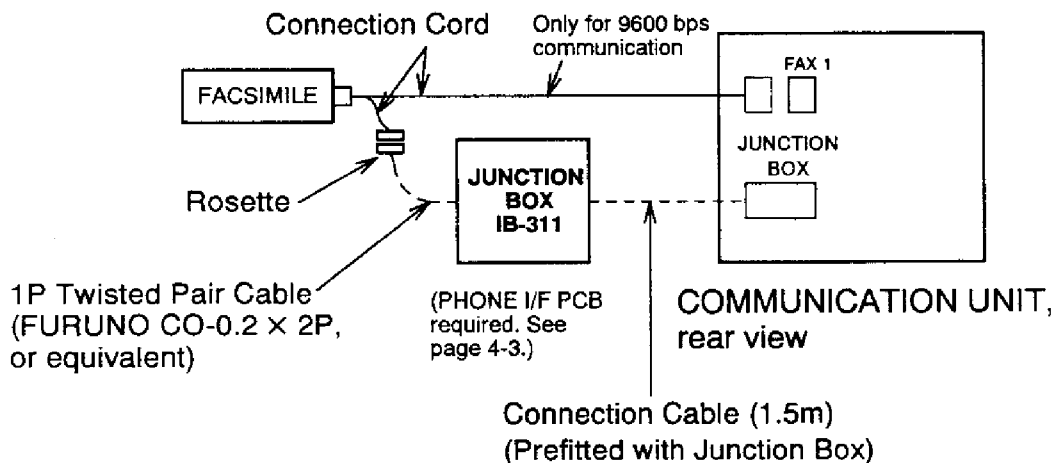 Connection Cord
Only for 9600 bps
communication
FACSIMILE
FAX 1
JUNCTION
BOX
Rosette
JUNCTION
BOX
IB-311
1P Twisted Pair Cable
(FURUNO CO-0.2 × 2P,
or equivalent)
(PHONE I/F PCB
required. See
page 4-3.)
COMMUNICATION UNIT,
rear view
Connection Cable (1.5m)
(Prefitted with Junction Box)